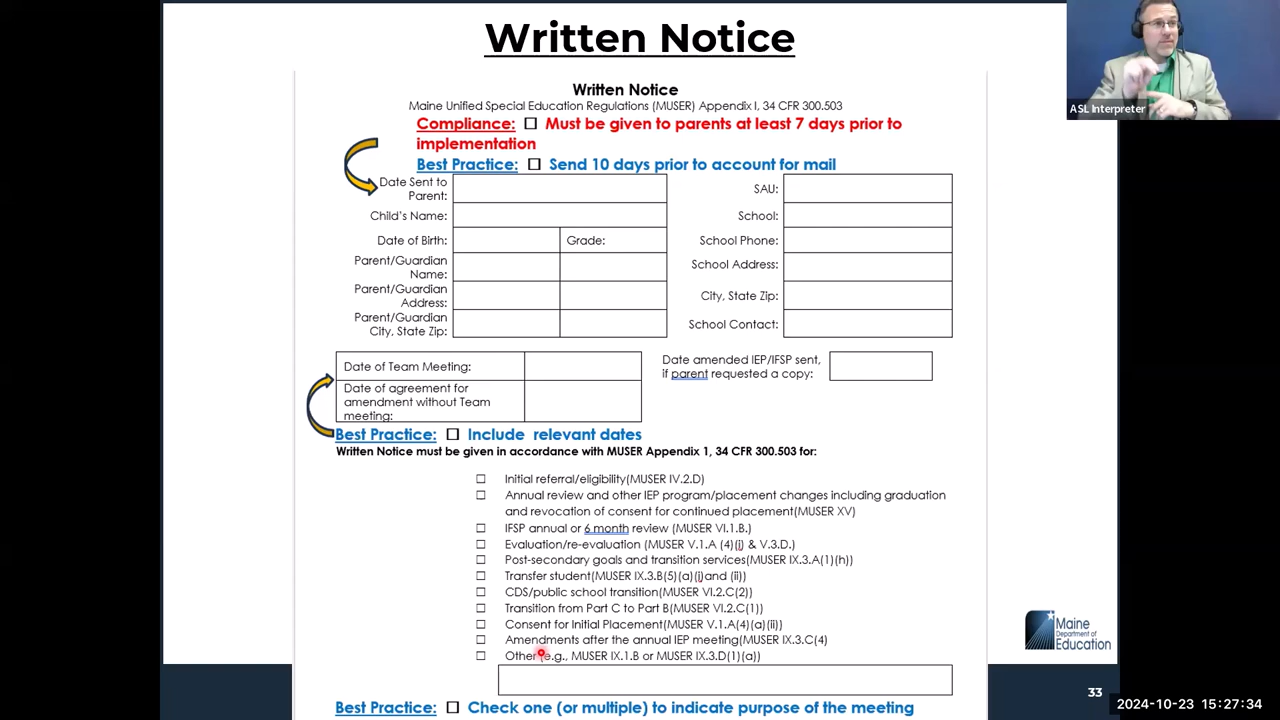 Written Notice
ASL Interpreter
Written Notice
Maine Unified Special Education Regulations (MUSER) Appendix I, 34 CFR 300.503
Compliance: ☐ Must be given to parents at least 7 days prior to
implementation
Best Practice: ☐ Send 10 days prior to account for mail
Date Sent to
Parent:
SAU:
Child's Name:
School:
Date of Birth:
Grade:
School Phone:
Parent/Guardian
Name:
School Address:
Parent/Guardian
Address:
City, State Zip:
Parent/Guardian
City, State Zip:
School Contact:
Date of Team Meeting:
Date amended IEP/IFSP sent,
if parent requested a copy:
Date of agreement for
amendment without Team
meeting:
Best Practice: ☐ Include relevant dates
Written Notice must be given in accordance with MUSER Appendix 1, 34 CFR 300.503 for:
☐ Initial referral/eligibility(MUSER IV.2.D)
☐ Annual review and other IEP program/placement changes including graduation
and revocation of consent for continued placement(MUSER XV)
☐ IFSP annual or 6 month review (MUSER VI.1.B.)
☐ Evaluation/re-evaluation (MUSER V.1.A (4)(i) & V.3.D.)
☐ Post-secondary goals and transition services(MUSER IX.3.A(1)(h))
☐ Transfer student(MUSER IX.3.B(5)(a)(i)and (ii))
☐ CDS/public school transition(MUSER VI.2.C(2))
☐ Transition from Part C to Part B(MUSER VI.2.C(1))
☐ Consent for Initial Placement(MUSER V.1.A(4)(a)(ii))
☐ Amendments after the annual IEP meeting(MUSER IX.3.C(4)
☐ Other (e.g., MUSER IX.1.B or MUSER IX.3.D(1)(a))
Maine
Department of
Education
33
2024-10-23 15:27:34
Best Practice: ☐ Check one (or multiple) to indicate purpose of the meeting